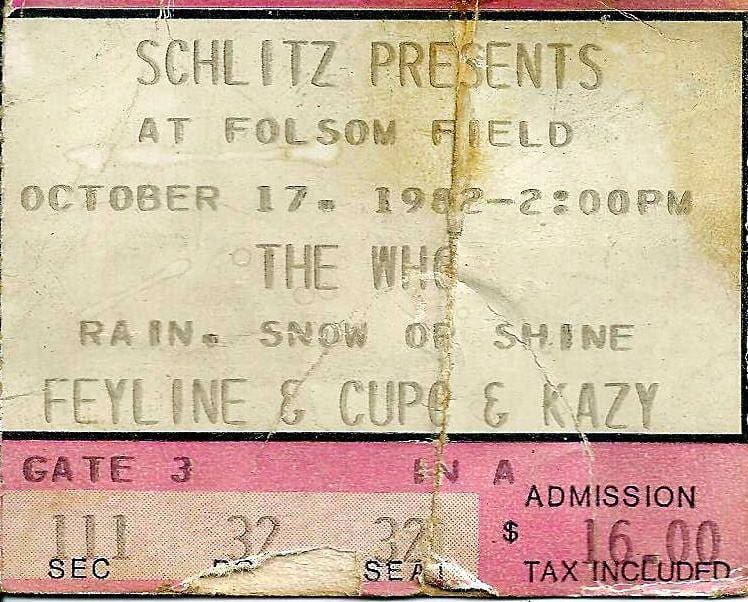 SCHLITZ PRESENTS
AT FOLSOM FIELD
OCTOBER 17. 1982-2:00PM
THE WHO
RAIN. SNOW OR SHINE
FEYLINE & CUPC & KAZY
GATE 3 IN A
ADMISSION
111 32 32 $ 16.00
SEC SEAT TAX INCLUDED